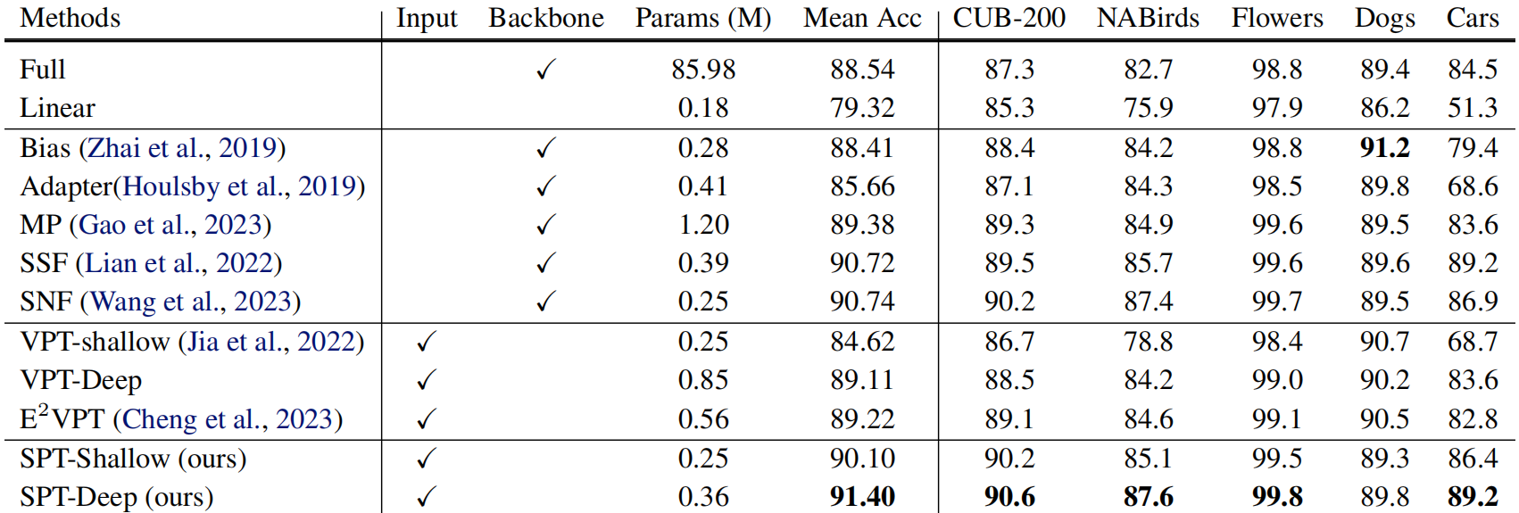 Methods Input Backbone Params (M) Mean Acc CUB-200 NABirds Flowers Dogs Cars
Full ✓ 85.98 88.54 87.3 82.7 98.8 89.4 84.5
Linear 0.18 79.32 85.3 75.9 97.9 86.2 51.3
Bias (Zhai et al., 2019) ✓ 0.28 88.41 88.4 84.2 98.8 91.2 79.4
Adapter(Houlsby et al., 2019) ✓ 0.41 85.66 87.1 84.3 98.5 89.8 68.6
MP (Gao et al., 2023) ✓ 1.20 89.38 89.3 84.9 99.6 89.5 83.6
SSF (Lian et al., 2022) ✓ 0.39 90.72 89.5 85.7 99.6 89.6 89.2
SNF (Wang et al., 2023) ✓ 0.25 90.74 90.2 87.4 99.7 89.5 86.9
VPT-shallow (Jia et al., 2022) ✓ 0.25 84.62 86.7 78.8 98.4 90.7 68.7
VPT-Deep ✓ 0.85 89.11 88.5 84.2 99.0 90.2 83.6
E²VPT (Cheng et al., 2023) ✓ 0.56 89.22 89.1 84.6 99.1 90.5 82.8
SPT-Shallow (ours) ✓ 0.25 90.10 90.2 85.1 99.5 89.3 86.4
SPT-Deep (ours) ✓ 0.36 91.40 90.6 87.6 99.8 89.8 89.2